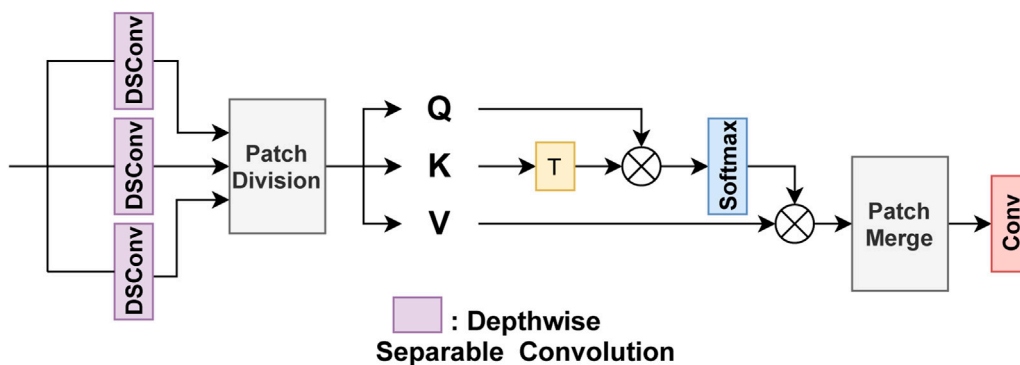 DSConv
DSConv
DSConv
Patch
Division
Q
K
V
T
Softmax
Patch
Merge
Conv
: Depthwise
Separable Convolution